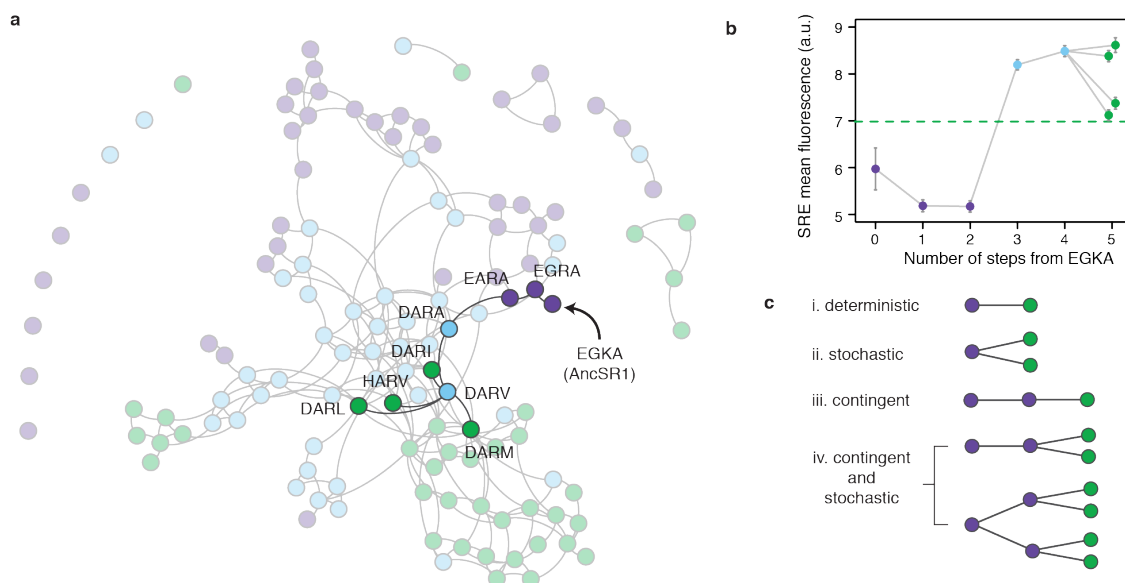 a
EARA
EGRA
DARA
DARI
HARV
DARL
DARV
DARM
EGKA
(AncSR1)
b
SRE mean fluorescence (a.u.)
9
8
7
6
5
0 1 2 3 4 5
Number of steps from EGKA
c
i. deterministic
ii. stochastic
iii. contingent
iv. contingent
and
stochastic